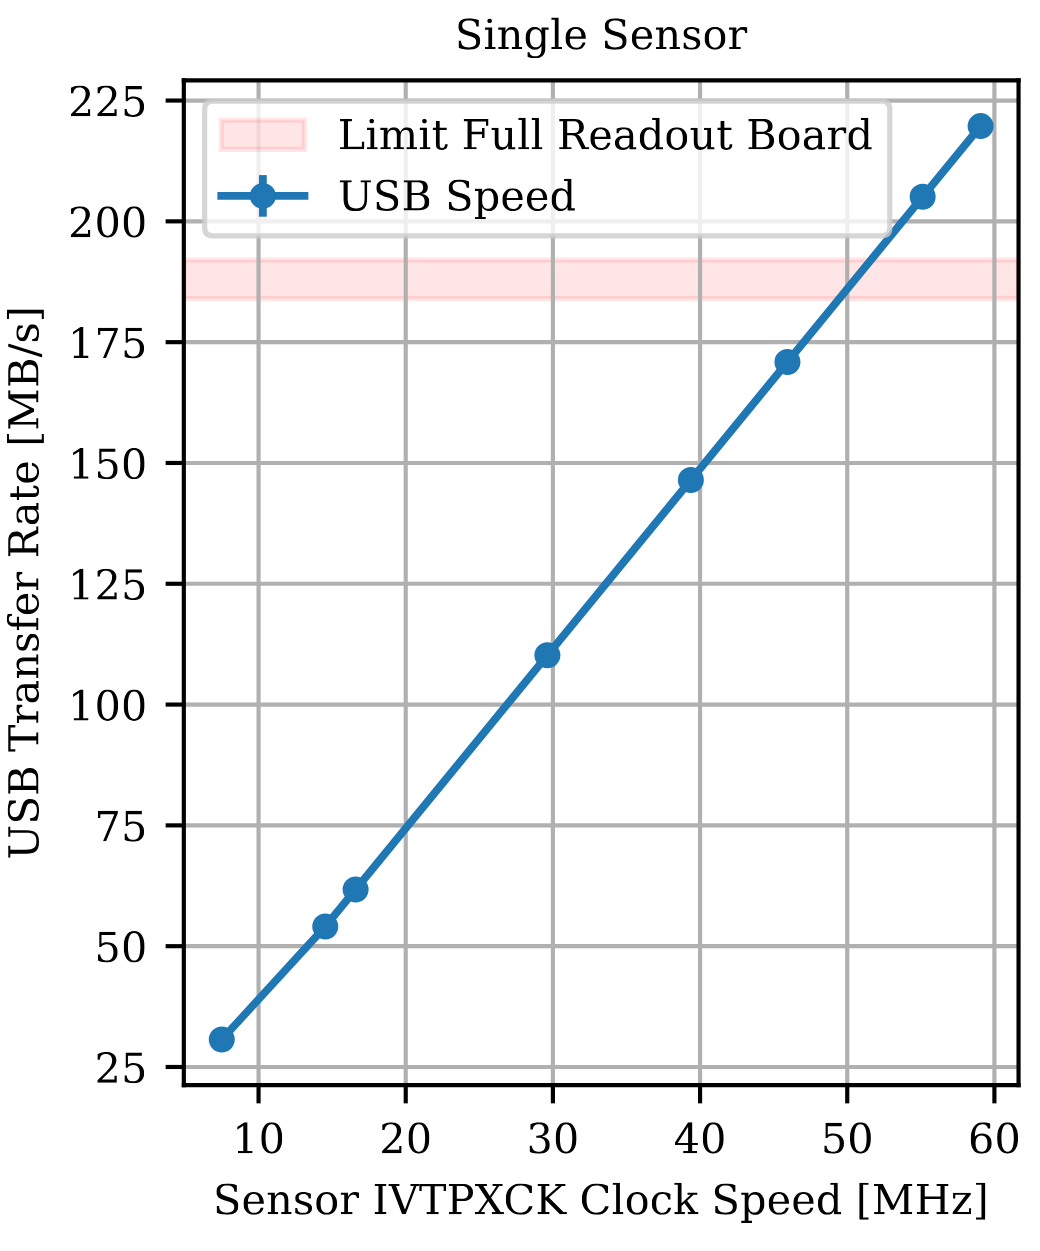 Single Sensor
Limit Full Readout Board
USB Speed
USB Transfer Rate [MB/s]
225
200
175
150
125
100
75
50
25
10 20 30 40 50 60
Sensor IVTPXCK Clock Speed [MHz]